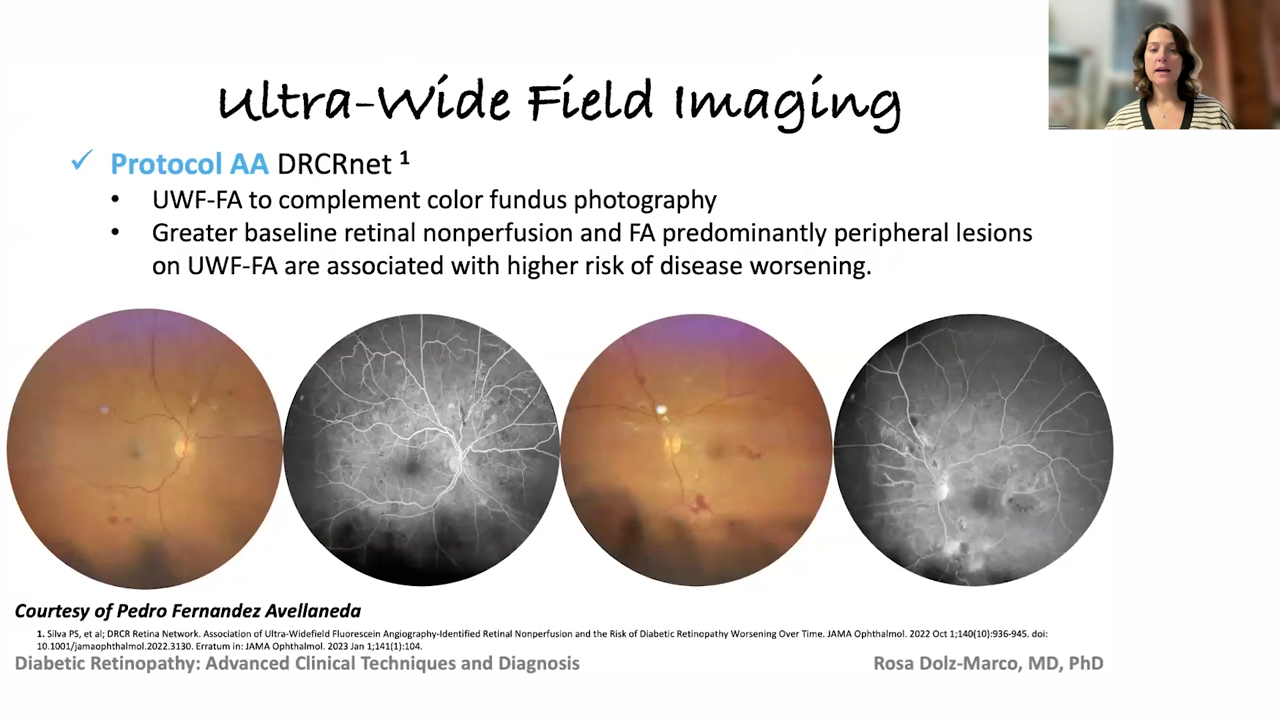 Ultra-Wide Field Imaging
✓ Protocol AA DRCRnet ¹
• UWF-FA to complement color fundus photography
• Greater baseline retinal nonperfusion and FA predominantly peripheral lesions
on UWF-FA are associated with higher risk of disease worsening.
Courtesy of Pedro Fernandez Avellaneda
1. Silva PS, et al; DRCR Retina Network. Association of Ultra-Widefield Fluorescein Angiography-Identified Retinal Nonperfusion and the Risk of Diabetic Retinopathy Worsening Over Time. JAMA Ophthalmol. 2022 Oct 1;140(10):936-945. doi:
10.1001/jamaophthalmol.2022.3130. Erratum in: JAMA Ophthalmol. 2023 Jan 1;141(1):104.
Diabetic Retinopathy: Advanced Clinical Techniques and Diagnosis
Rosa Dolz-Marco, MD, PhD